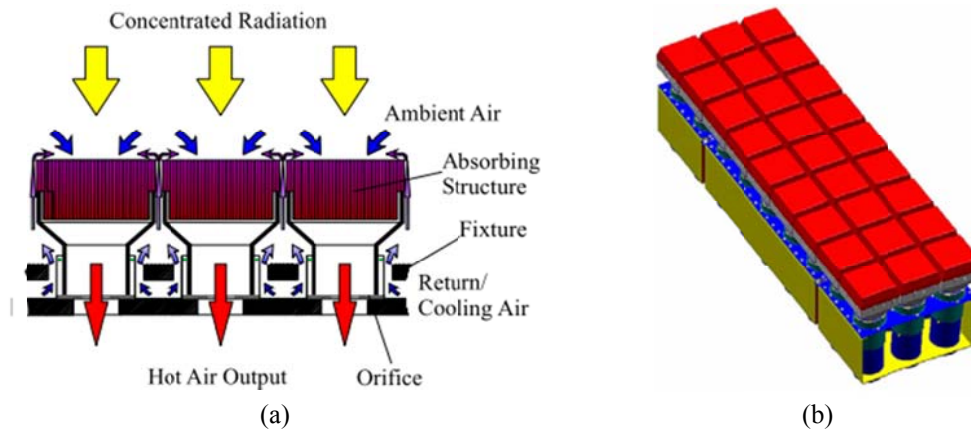 Concentrated Radiation
Ambient Air
Absorbing
Structure
Fixture
Return/
Cooling Air
Hot Air Output
Orifice
(a)
(b)